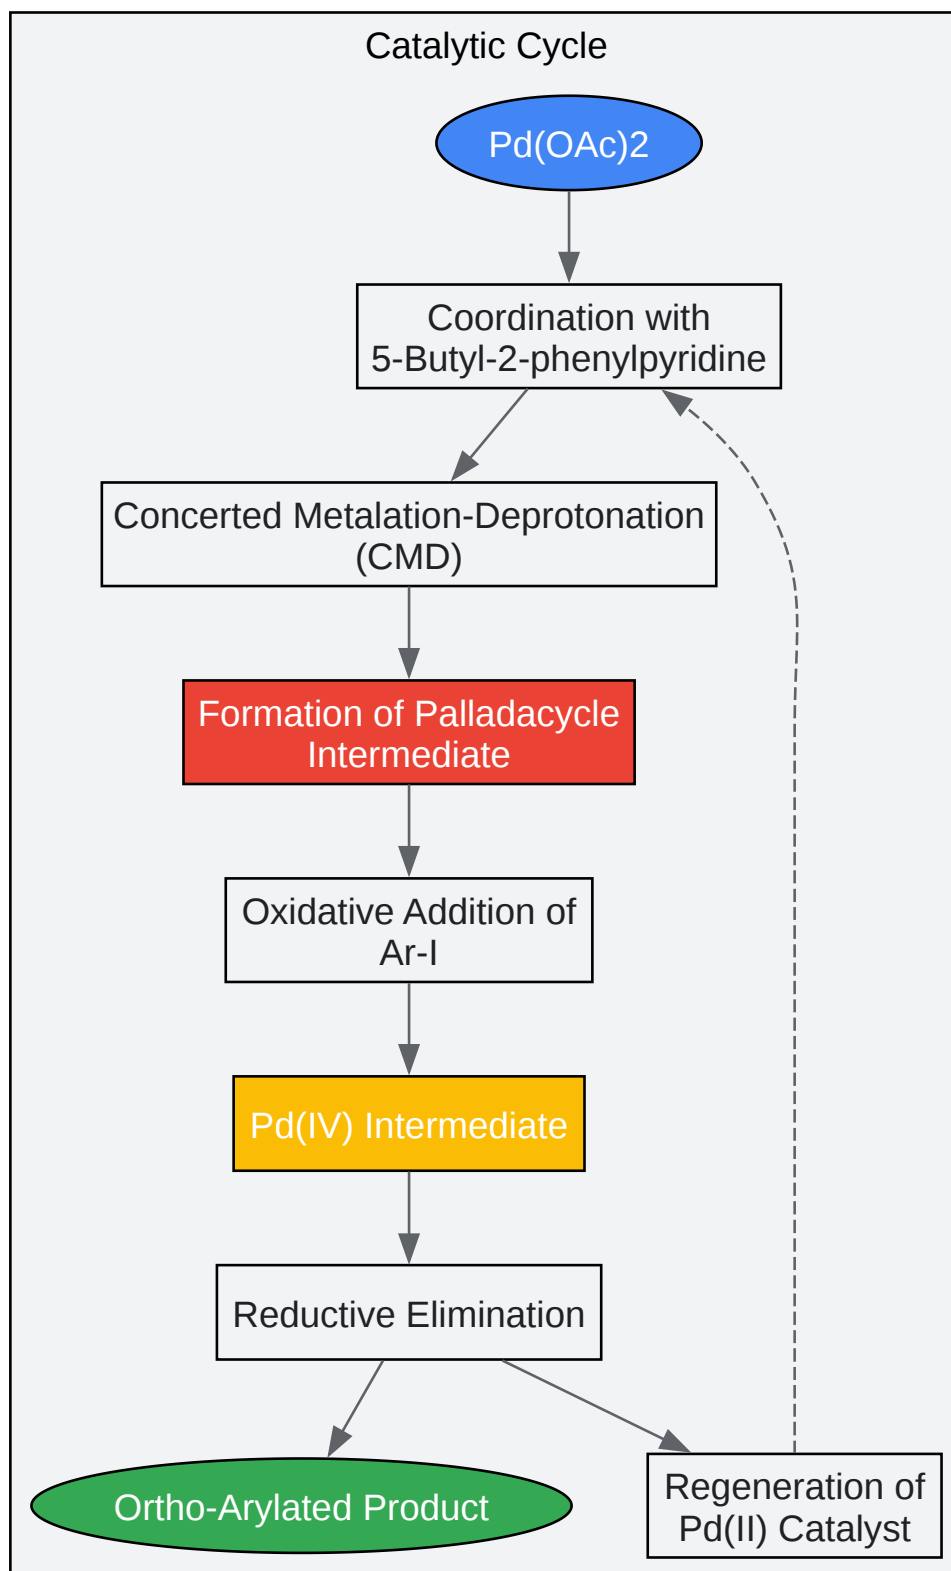 Catalytic Cycle
Pd(OAc)2
Coordination with
5-Butyl-2-phenylpyridine
Concerted Metalation-Deprotonation
(CMD)
Formation of Palladacycle
Intermediate
Oxidative Addition of
Ar-I
Pd(IV) Intermediate
Reductive Elimination
Ortho-Arylated Product
Regeneration of
Pd(II) Catalyst